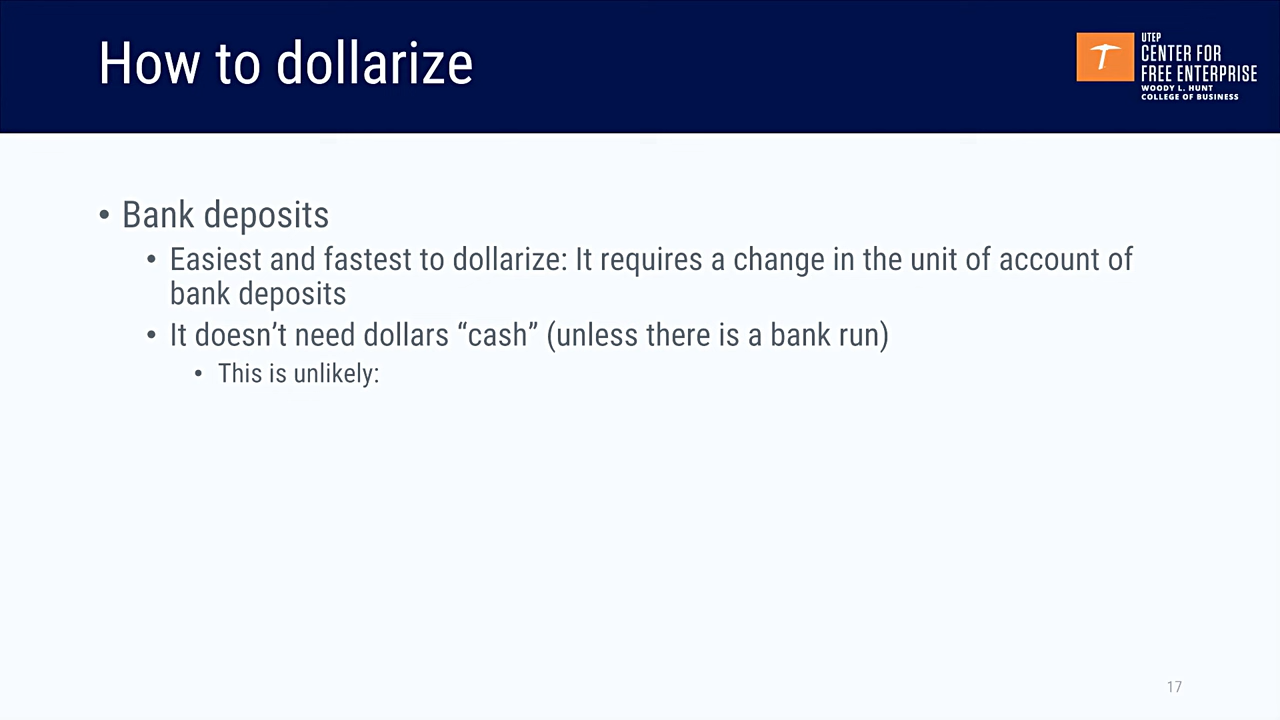 How to dollarize
UTEP
CENTER FOR
FREE ENTERPRISE
WOODY L. HUNT
COLLEGE OF BUSINESS
• Bank deposits
• Easiest and fastest to dollarize: It requires a change in the unit of account of
bank deposits
• It doesn’t need dollars “cash” (unless there is a bank run)
• This is unlikely:
17